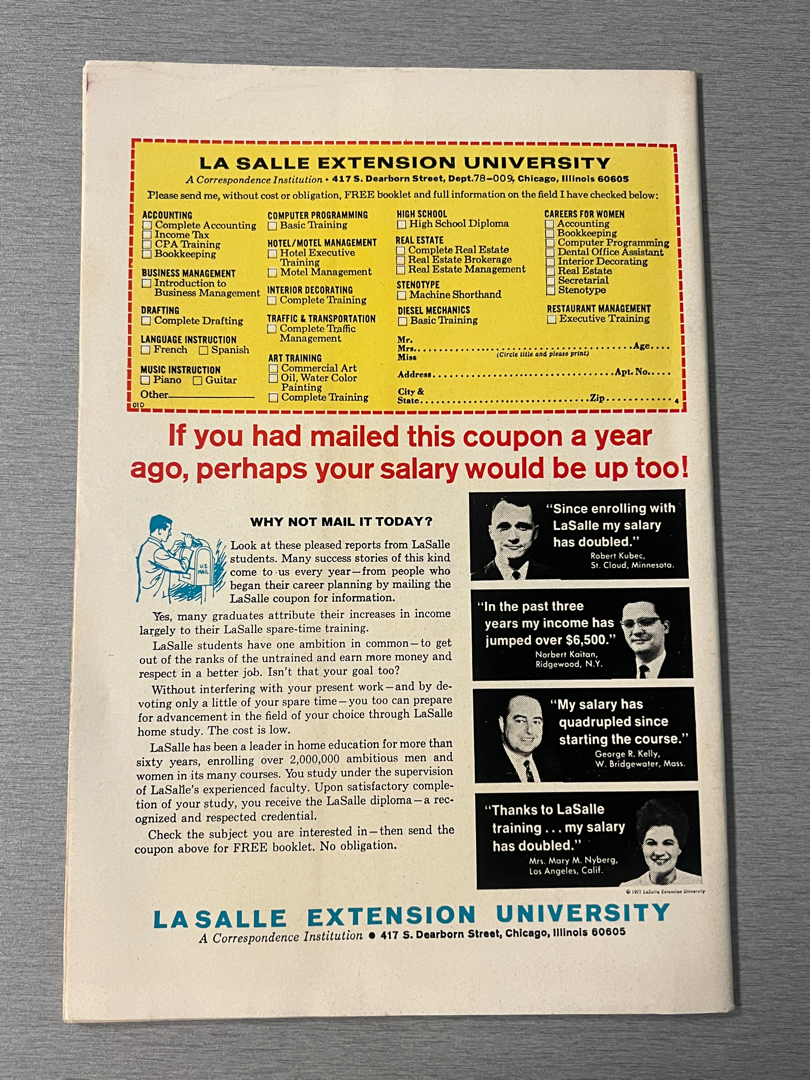 LA SALLE EXTENSION UNIVERSITY
A Correspondence Institution • 417 S. Dearborn Street, Dept. 78-009, Chicago, Illinois 60605
Please send me, without cost or obligation, FREE booklet and full information on the field I have checked below:
ACCOUNTING
Complete Accounting
Income Tax
CPA Training
Bookkeeping
BUSINESS MANAGEMENT
Introduction to
Business Management
DRAFTING
Complete Drafting
LANGUAGE INSTRUCTION
French Spanish
MUSIC INSTRUCTION
Piano Guitar
Other
01D
COMPUTER PROGRAMMING
Basic Training
HOTEL/MOTEL MANAGEMENT
Hotel Executive
Training
Motel Management
INTERIOR DECORATING
Complete Training
TRAFFIC & TRANSPORTATION
Complete Traffic
Management
ART TRAINING
Commercial Art
Oil, Water Color
Painting
Complete Training
HIGH SCHOOL
High School Diploma
REAL ESTATE
Complete Real Estate
Real Estate Brokerage
Real Estate Management
STENOTYPE
Machine Shorthand
DIESEL MECHANICS
Basic Training
CAREERS FOR WOMEN
Accounting
Bookkeeping
Computer Programming
Dental Office Assistant
Interior Decorating
Real Estate
Secretarial
Stenotype
RESTAURANT MANAGEMENT
Executive Training
Mr.
Mrs. Age
Miss (Circle title and please print)
Address Apt. No.
City &
State Zip
4
If you had mailed this coupon a year
ago, perhaps your salary would be up too!
WHY NOT MAIL IT TODAY?
U.S.
MAIL
Look at these pleased reports from LaSalle
students. Many success stories of this kind
come to us every year—from people who
began their career planning by mailing the
LaSalle coupon for information.
Yes, many graduates attribute their increases in income
largely to their LaSalle spare-time training.
LaSalle students have one ambition in common—to get
out of the ranks of the untrained and earn more money and
respect in a better job. Isn't that your goal too?
Without interfering with your present work—and by de-
voting only a little of your spare time—you too can prepare
for advancement in the field of your choice through LaSalle
home study. The cost is low.
LaSalle has been a leader in home education for more than
sixty years, enrolling over 2,000,000 ambitious men and
women in its many courses. You study under the supervision
of LaSalle's experienced faculty. Upon satisfactory comple-
tion of your study, you receive the LaSalle diploma—a rec-
ognized and respected credential.
Check the subject you are interested in—then send the
coupon above for FREE booklet. No obligation.
"Since enrolling with
LaSalle my salary
has doubled."
Robert Kubec,
St. Cloud, Minnesota.
"In the past three
years my income has
jumped over $6,500."
Norbert Kaitan,
Ridgewood, N.Y.
"My salary has
quadrupled since
starting the course."
George R. Kelly,
W. Bridgewater, Mass.
"Thanks to LaSalle
training . . . my salary
has doubled."
Mrs. Mary M. Nyberg,
Los Angeles, Calif.
© 1971 LaSalle Extension University
LA SALLE EXTENSION UNIVERSITY
A Correspondence Institution • 417 S. Dearborn Street, Chicago, Illinois 60605